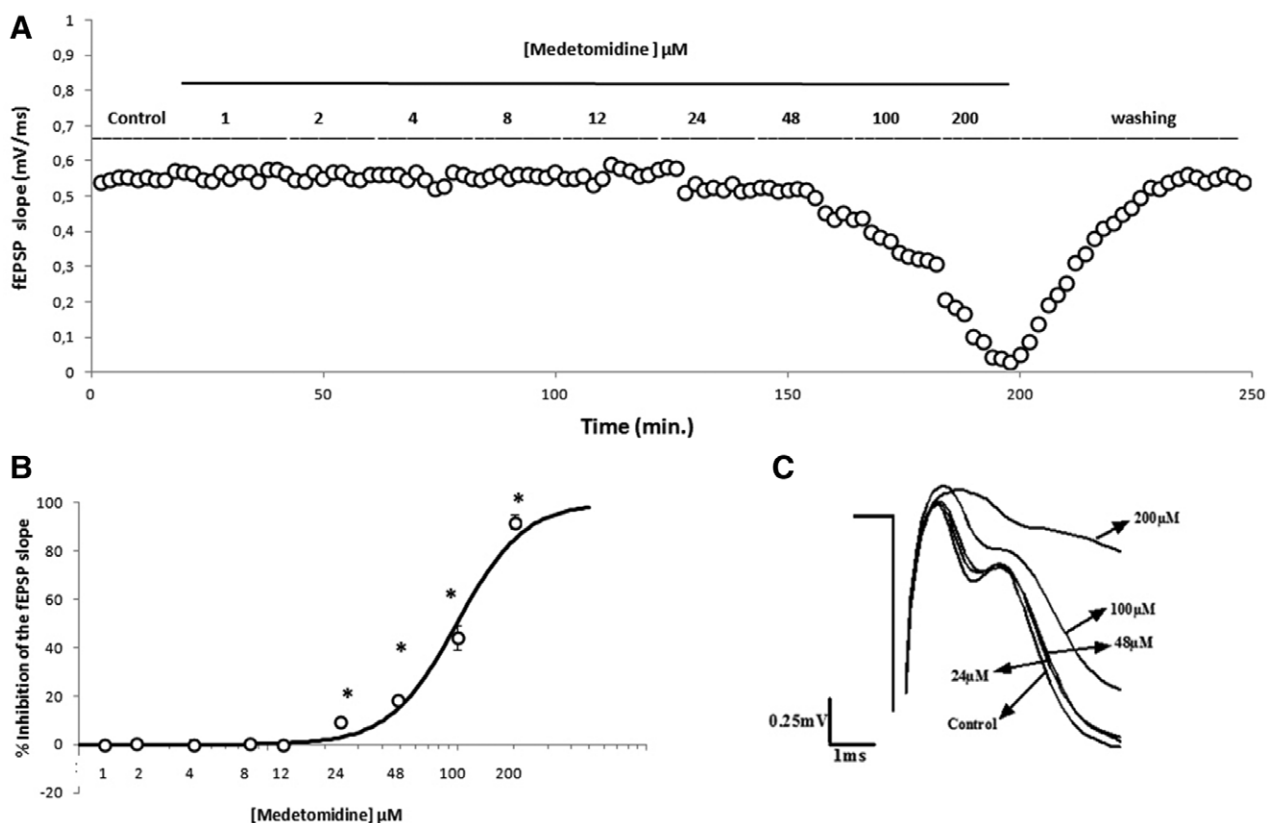 A
[Medetomidine ] μM
Control 1 2 4 8 12 24 48 100 200 washing
fEPSP slope (mV/ms)
1
0,9
0,8
0,7
0,6
0,5
0,4
0,3
0,2
0,1
0
0 50 100 150 200 250
Time (min.)
B
% Inhibition of the fEPSP slope
100
80
60
40
20
0
-20
* * * *
1 2 4 8 12 24 48 100 200
[Medetomidine] μM
C
200μM
100μM
48μM
24μM
Control
0.25mV
1ms